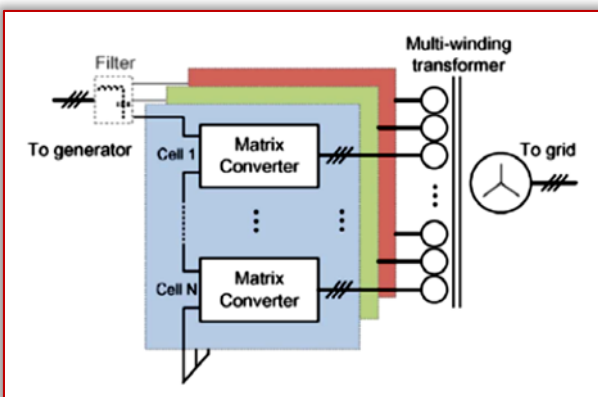 Filter
Multi-winding
transformer
To generator
Cell 1
Matrix
Converter
To grid
Cell N
Matrix
Converter